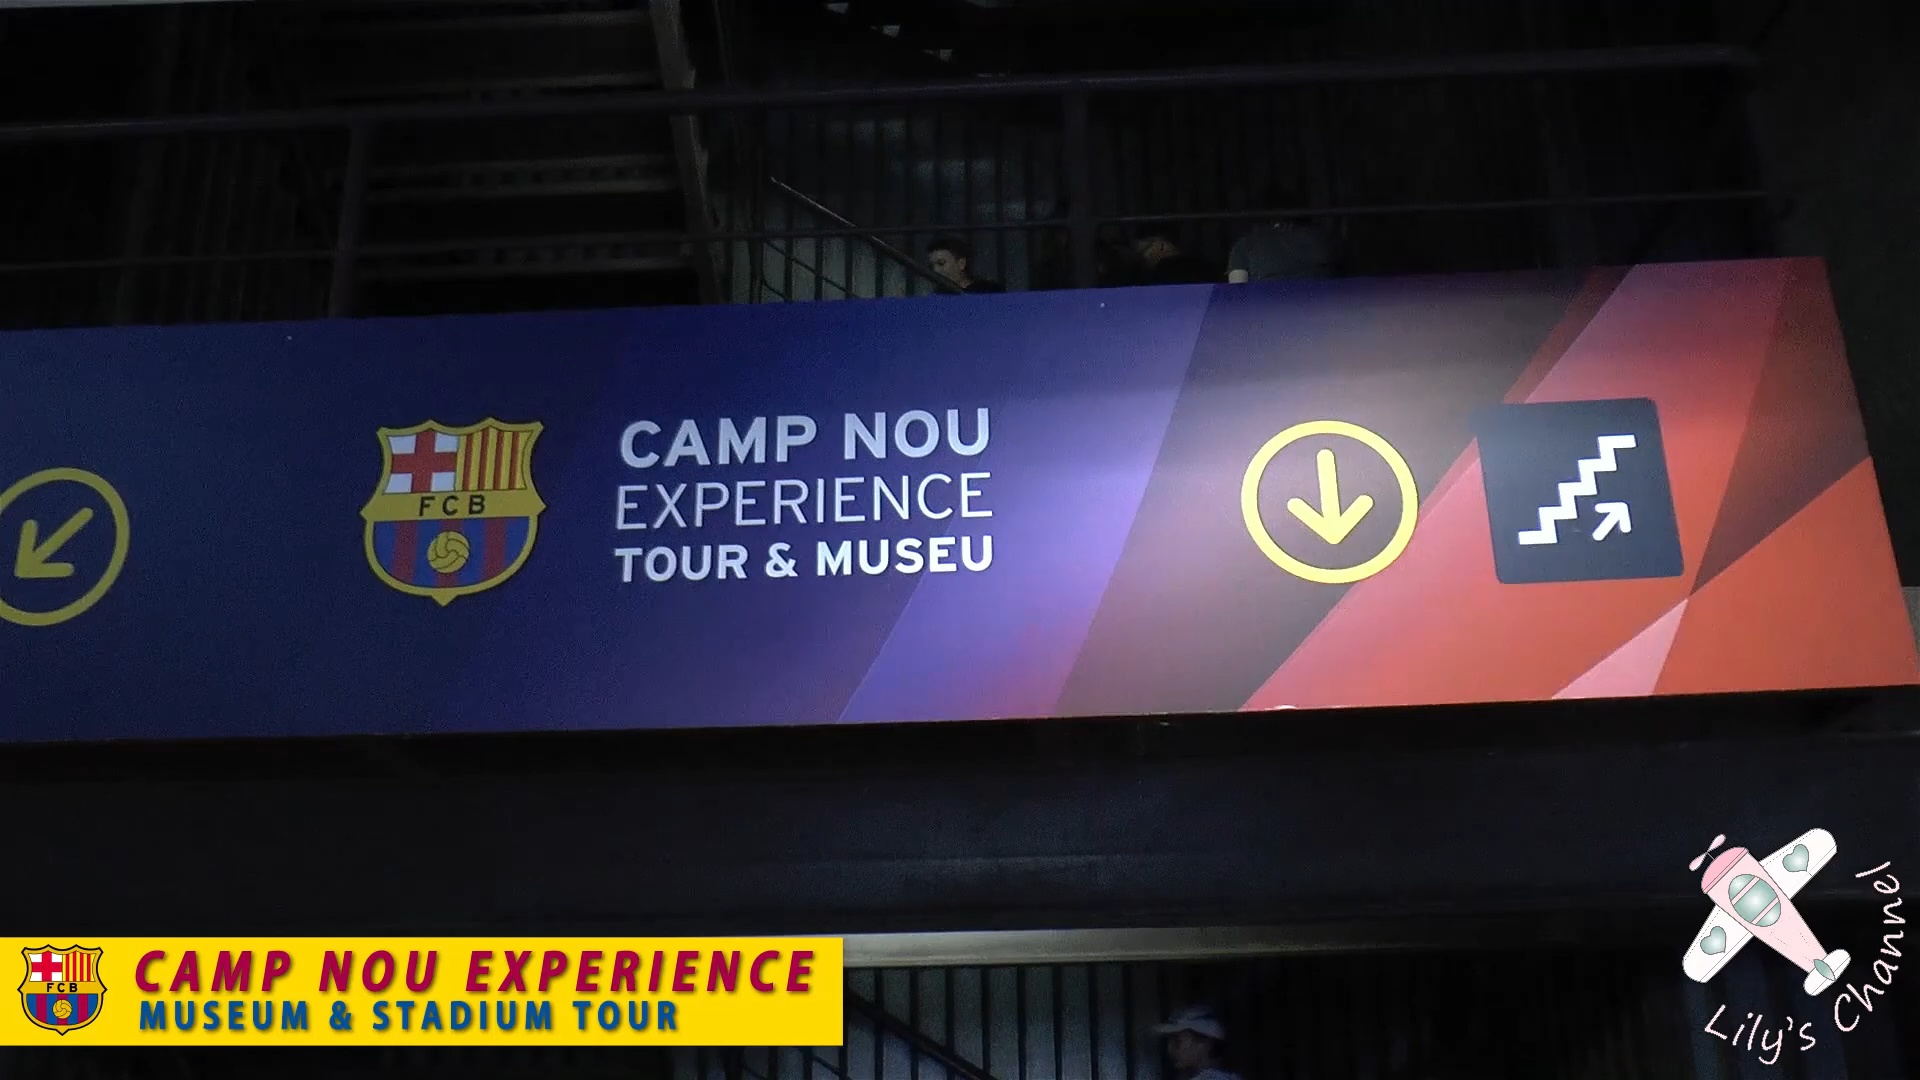 FCB
CAMP NOU
EXPERIENCE
TOUR & MUSEU
FCB
CAMP NOU EXPERIENCE
MUSEUM & STADIUM TOUR
Lily's Channel